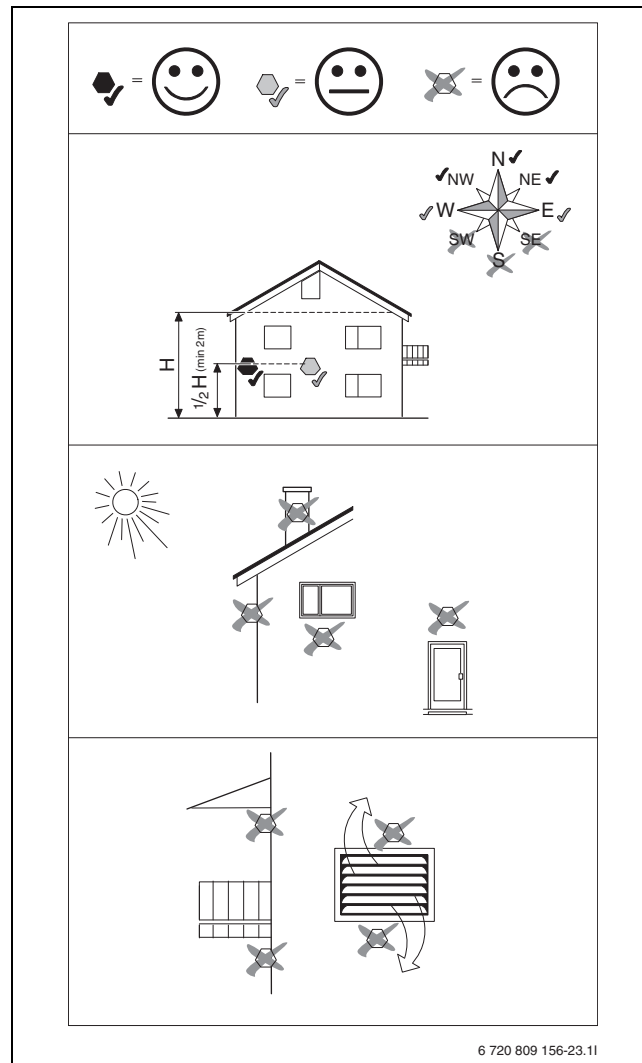 =
=
=
N
NW
NE
W
E
SW
SE
S
H
1/2 H (min 2m)
6 720 809 156-23.1I